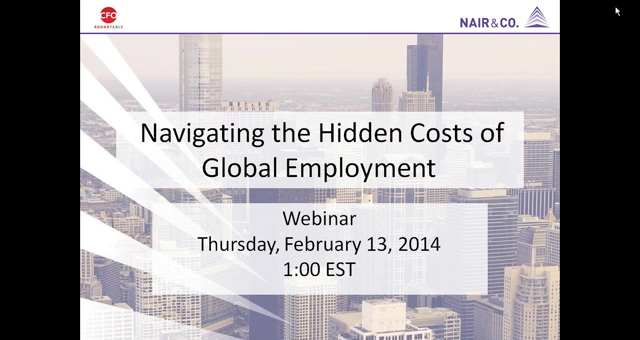 CFO
ROUNDTABLE
NAIR & CO.
Navigating the Hidden Costs of
Global Employment
Webinar
Thursday, February 13, 2014
1:00 EST